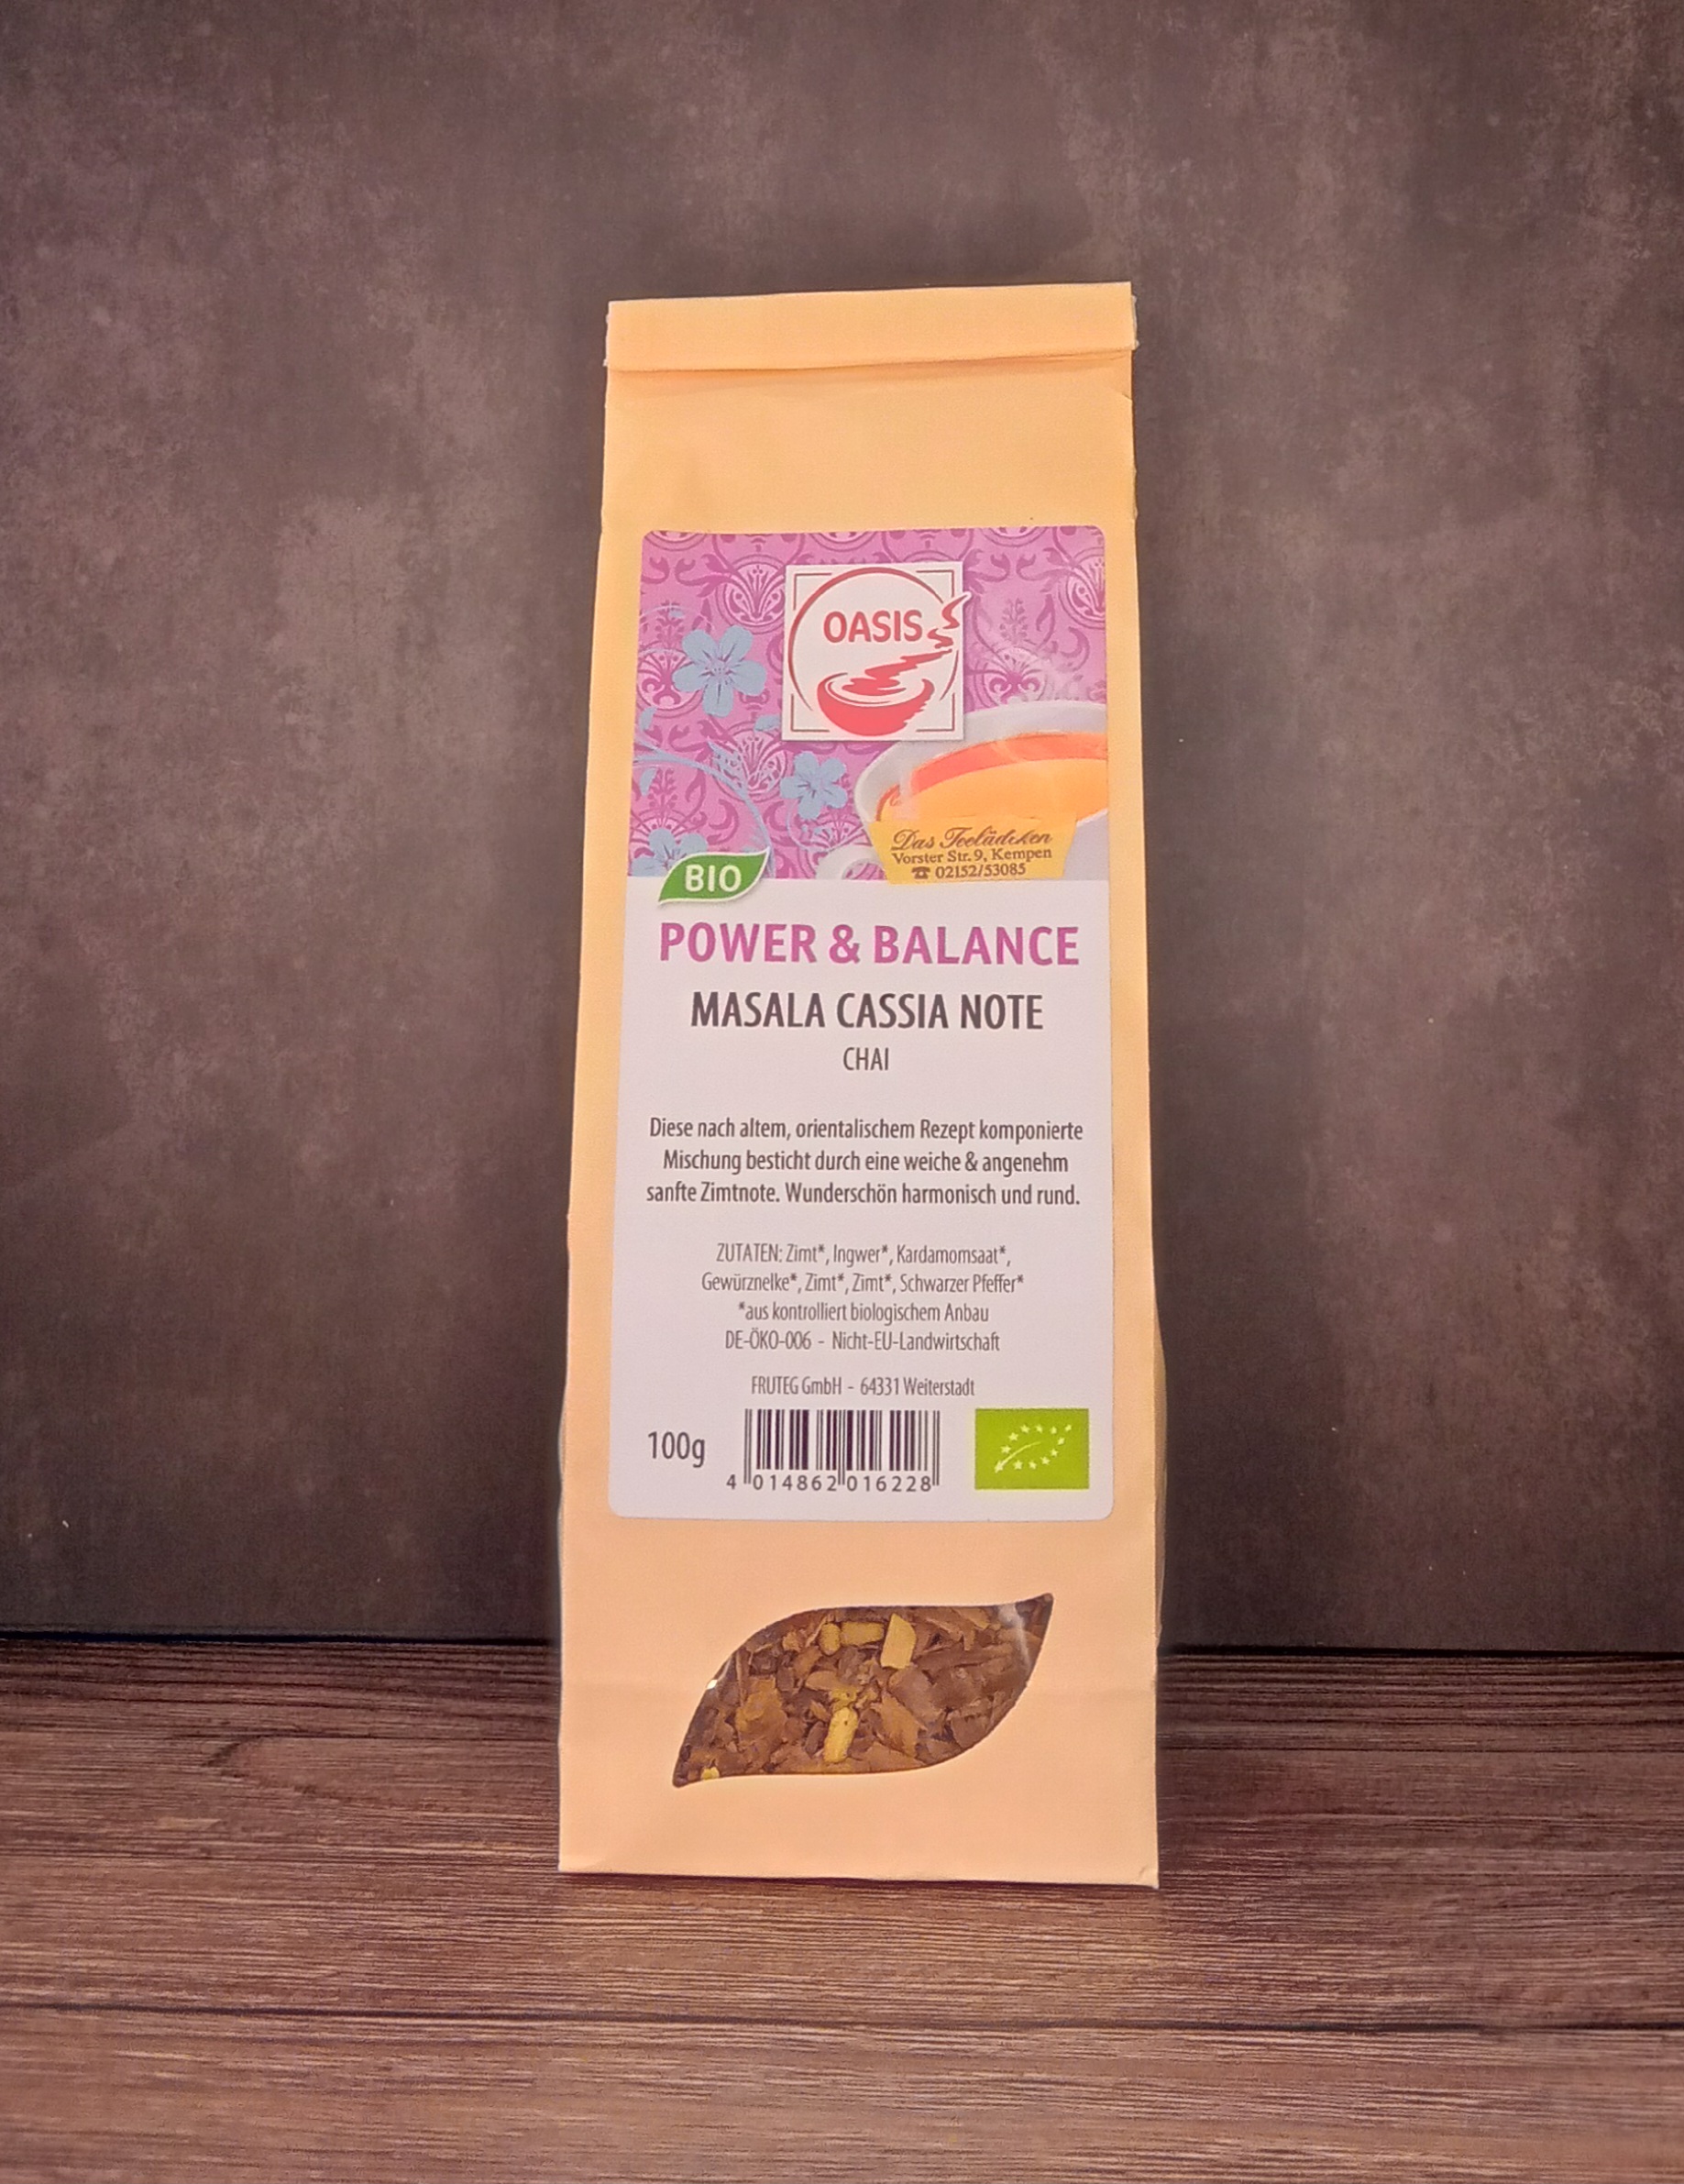 OASIS
Das Teelädchen
Vorster Str. 9, Kempen
☎ 02152/53085
BIO
POWER & BALANCE
MASALA CASSIA NOTE
CHAI
Diese nach altem, orientalischem Rezept komponierte
Mischung besticht durch eine weiche & angenehm
sanfte Zimtnote. Wunderschön harmonisch und rund.
ZUTATEN: Zimt*, Ingwer*, Kardamomsaat*,
Gewürznelke*, Zimt*, Zimt*, Schwarzer Pfeffer*
*aus kontrolliert biologischem Anbau
DE-ÖKO-006 - Nicht-EU-Landwirtschaft
FRUTEG GmbH - 64331 Weiterstadt
100g
4 014862 016228